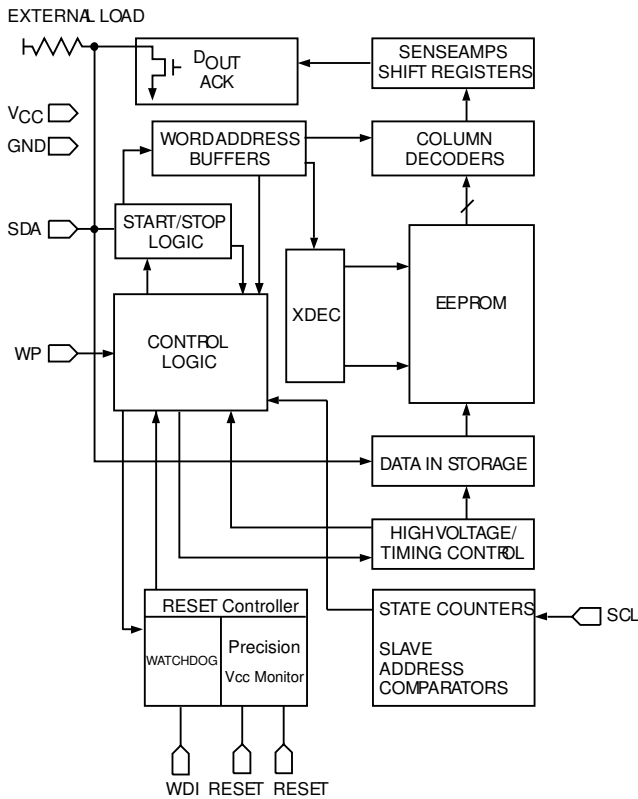 EXTERNAL LOAD
DOUT
ACK
SENSEAMPS
SHIFT REGISTERS
VCC
GND
WORDADDRESS
BUFFERS
COLUMN
DECODERS
SDA
START/STOP
LOGIC
XDEC
EEPROM
WP
CONTROL
LOGIC
DATA IN STORAGE
HIGHVOLTAGE/
TIMING CONTROL
RESET Controller
WATCHDOG
Precision
Vcc Monitor
STATE COUNTERS
SCL
SLAVE
ADDRESS
COMPARATORS
WDI RESET RESET